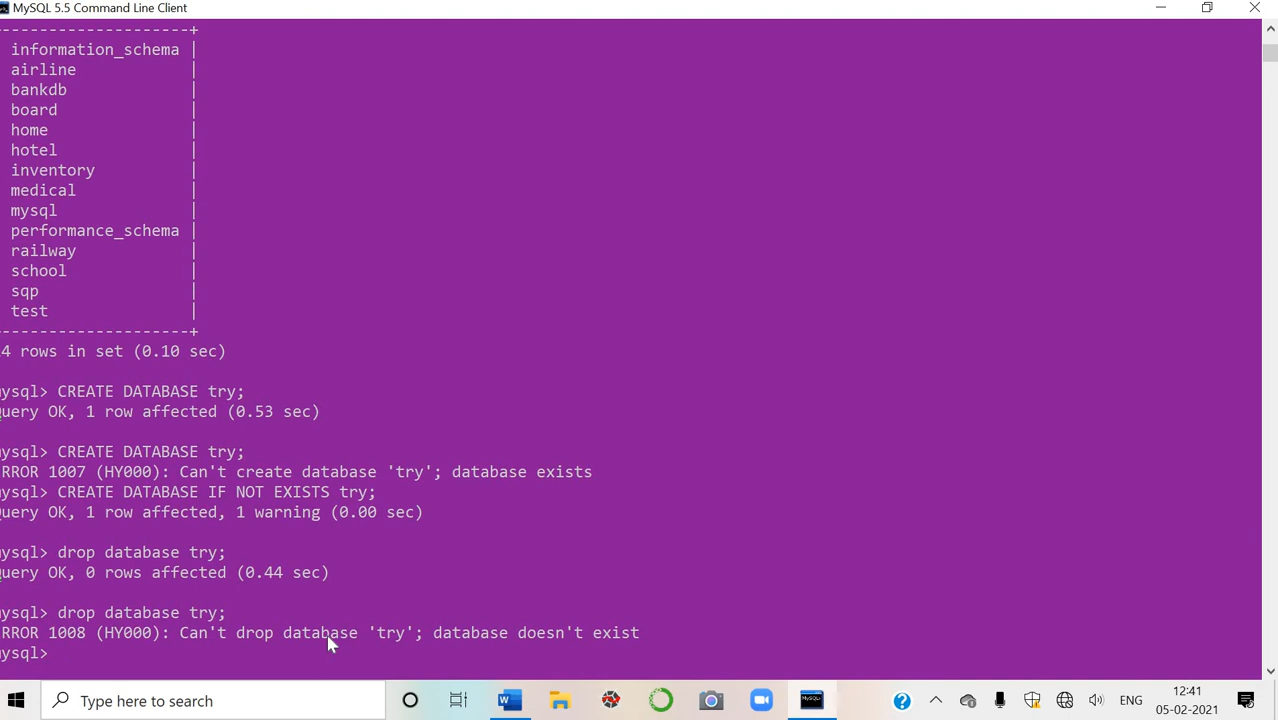 MySQL 5.5 Command Line Client
--------------------+
information_schema |
airline |
bankdb |
board |
home |
hotel |
inventory |
medical |
mysql |
performance_schema |
railway |
school |
sqp |
test |
--------------------+
4 rows in set (0.10 sec)
mysql> CREATE DATABASE try;
Query OK, 1 row affected (0.53 sec)
mysql> CREATE DATABASE try;
RROR 1007 (HY000): Can't create database 'try'; database exists
mysql> CREATE DATABASE IF NOT EXISTS try;
Query OK, 1 row affected, 1 warning (0.00 sec)
mysql> drop database try;
Query OK, 0 rows affected (0.44 sec)
mysql> drop database try;
RROR 1008 (HY000): Can't drop database 'try'; database doesn't exist
mysql>
Type here to search
ENG
12:41
05-02-2021